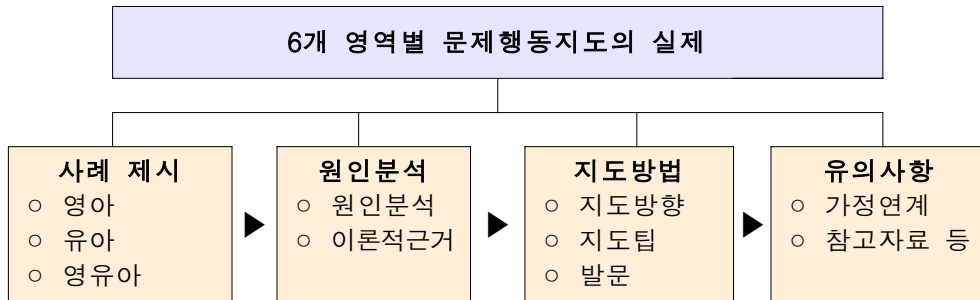 6개 영역별 문제행동지도의 실제
사례 제시
○ 영아
○ 유아
○ 영유아
▶
원인분석
○ 원인분석
○ 이론적근거
▶
지도방법
○ 지도방향
○ 지도팁
○ 발문
▶
유의사항
○ 가정연계
○ 참고자료 등